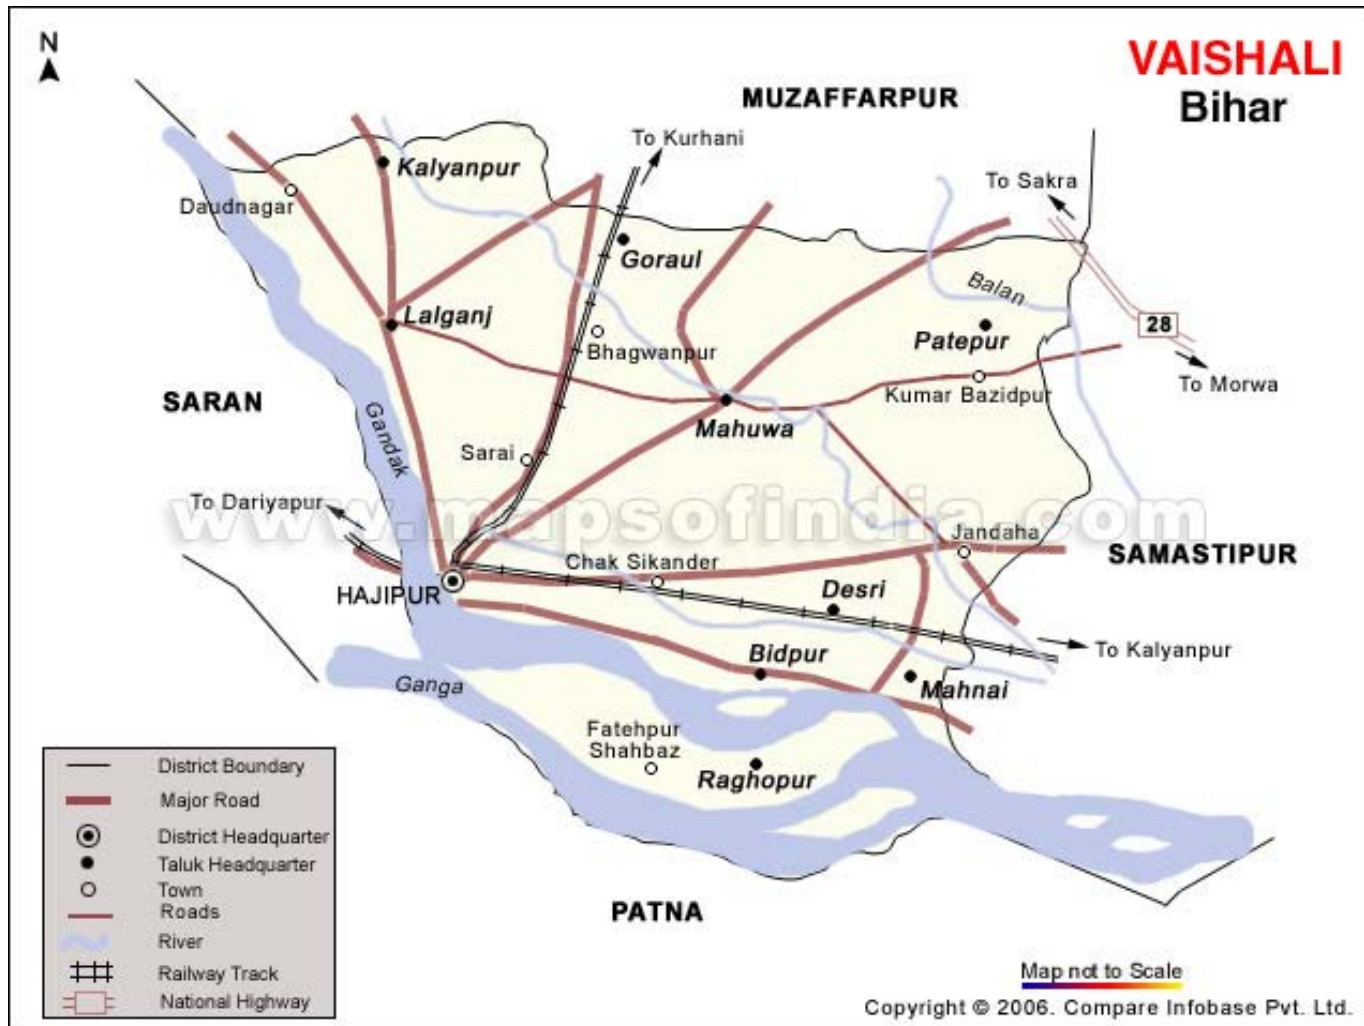 N
VAISHALI
Bihar
MUZAFFARPUR
To Kurhani
Kalyanpur
To Sakra
Daudnagar
Goraul
Balan
Lalganj
28
Bhagwanpur
Patepur
To Morwa
SARAN
Kumar Bazidpur
Gandak
Mahuwa
Sarai
To Dariyapur
www.mapsofindia.com
Jandaha
SAMASTIPUR
Chak Sikander
HAJIPUR
Desri
Bidpur
To Kalyanpur
Ganga
Mahnai
Fatehpur
Shahbaz
Raghopur
District Boundary
Major Road
District Headquarter
Taluk Headquarter
Town
Roads
River
Railway Track
National Highway
PATNA
Map not to Scale
Copyright © 2006. Compare Infobase Pvt. Ltd.